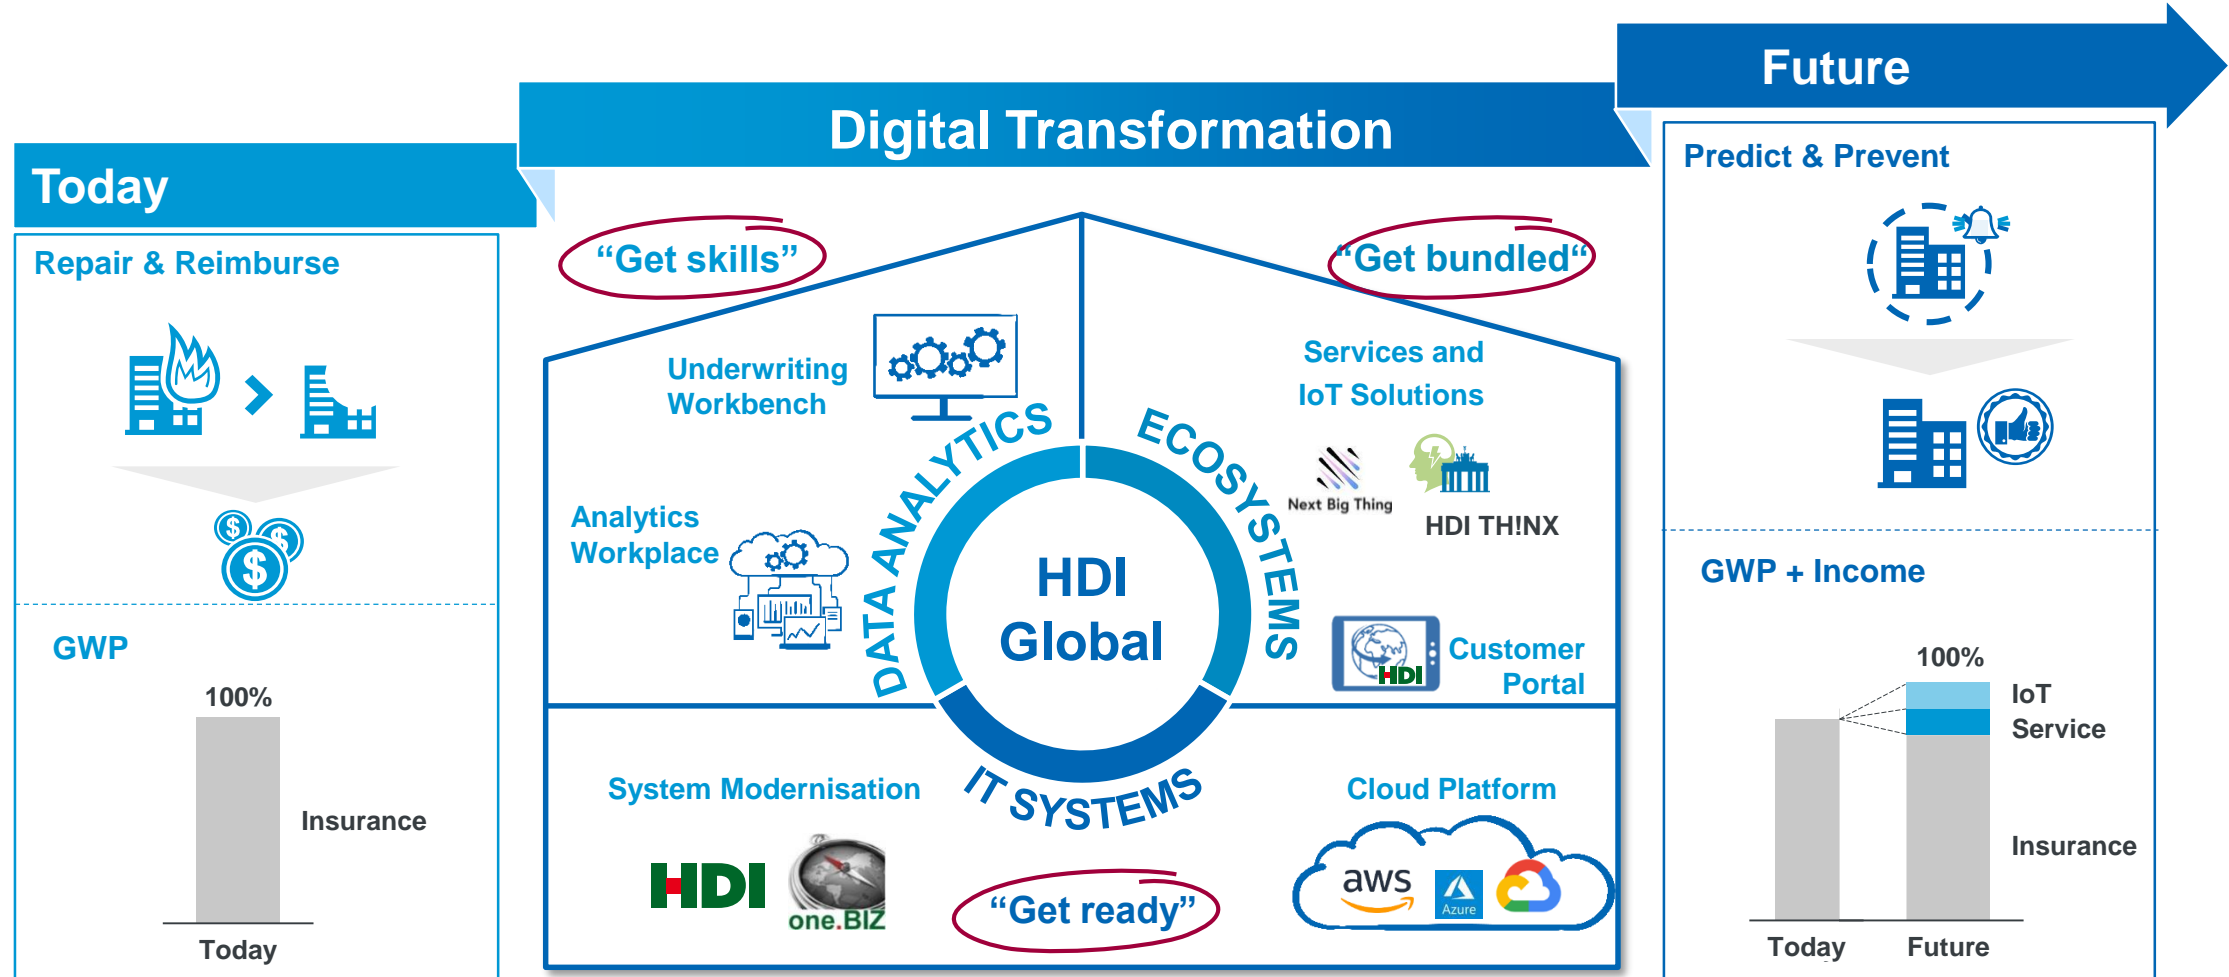 Today
Repair & Reimburse
GWP
100%
Insurance
Today
Digital Transformation
“Get skills”
“Get bundled“
Underwriting
Workbench
Analytics
Workplace
DATA ANALYTICS
ECOSYSTEMS
IT SYSTEMS
HDI
Global
Services and
IoT Solutions
Next Big Thing
HDI TH!NX
HDI
Customer
Portal
System Modernisation
HDI
one.BIZ
“Get ready”
Cloud Platform
aws
Azure
Future
Predict & Prevent
GWP + Income
100%
IoT
Service
Insurance
Today
Future